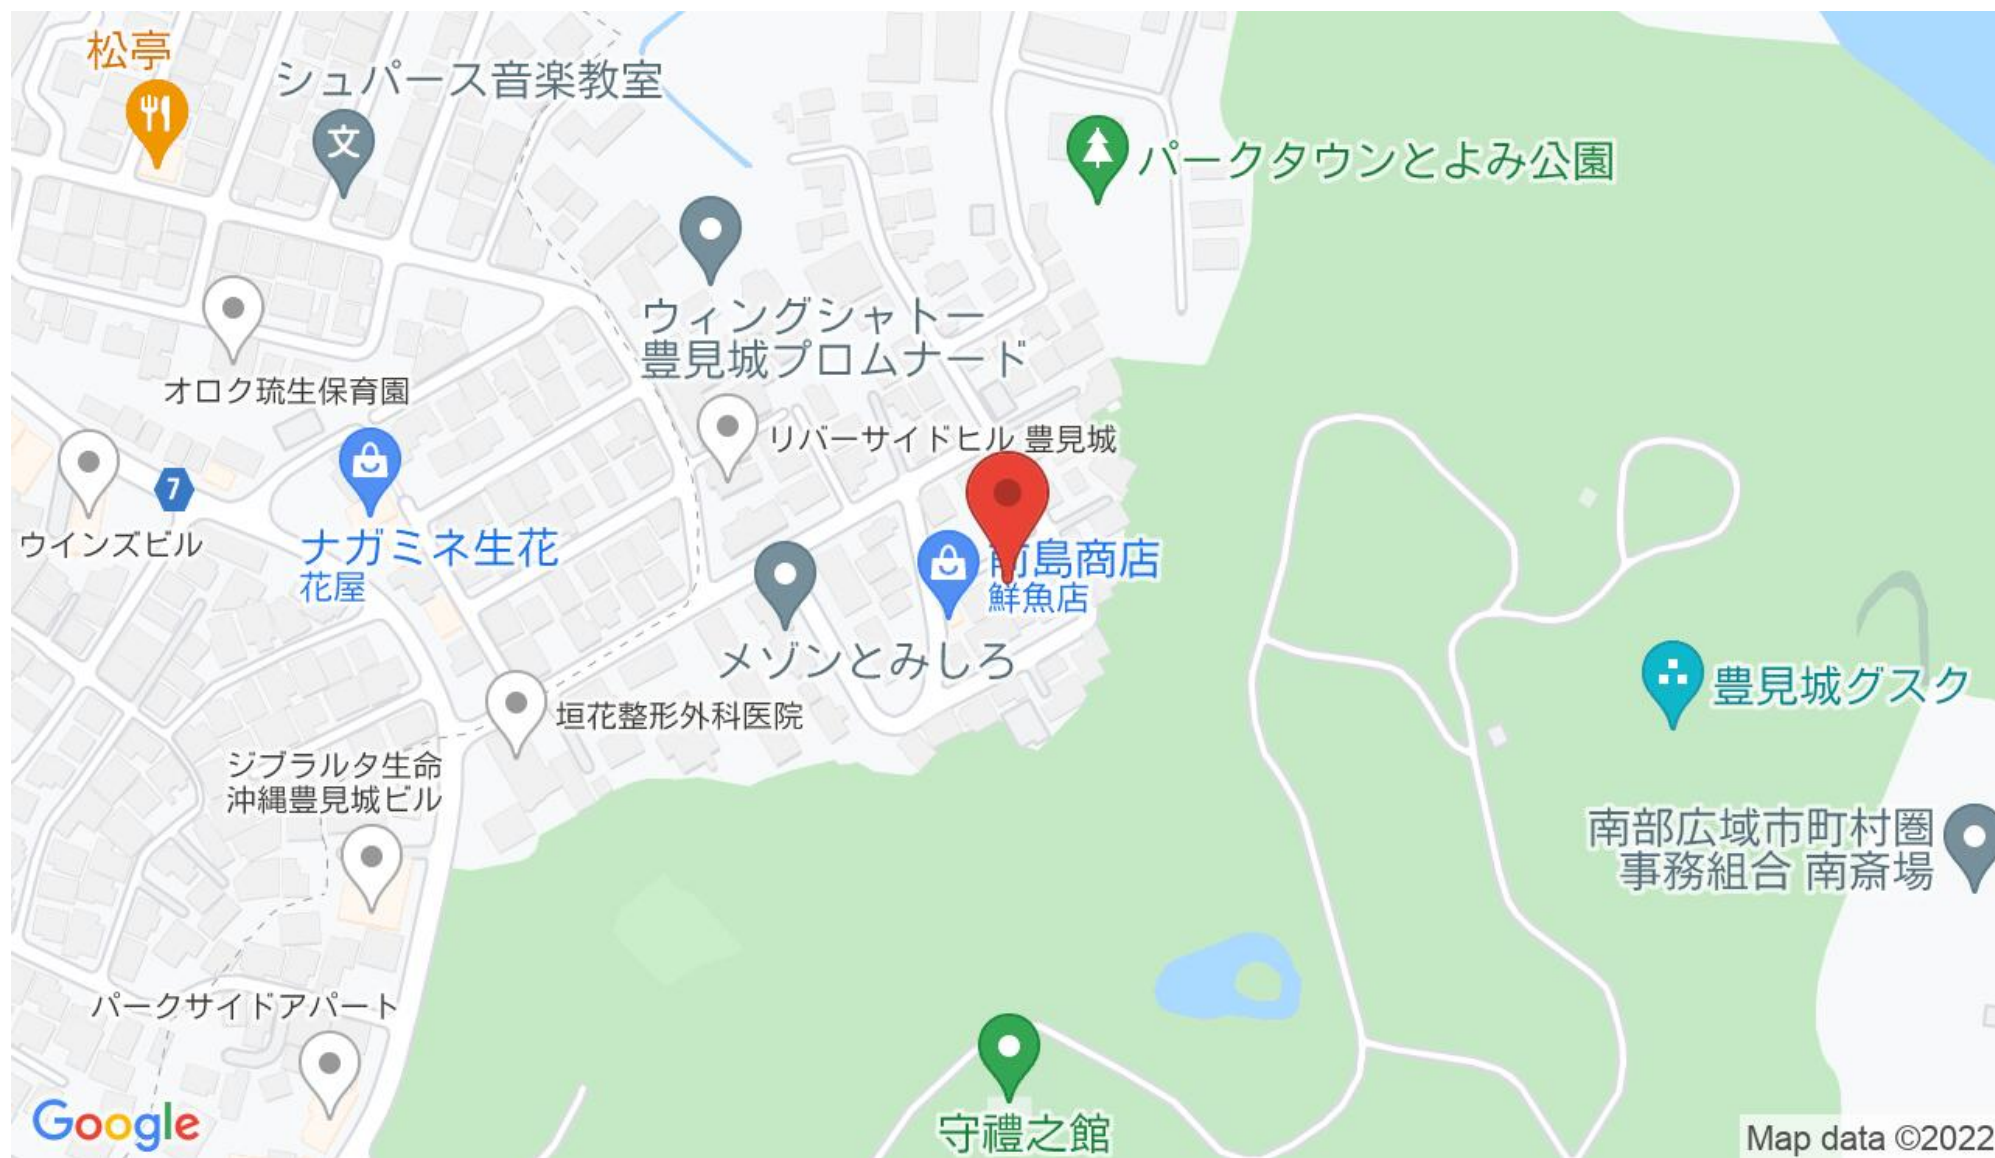 松亭
シュパース音楽教室
文
パークタウンとよみ公園
ウィングシャトー
豊見城プロムナード
オロク琉生保育園
リバーサイドヒル 豊見城
7
ウインズビル
ナガミネ生花
花屋
前島商店
鮮魚店
メゾンとみしろ
豊見城グスク
垣花整形外科医院
ジブラルタ生命
沖縄豊見城ビル
南部広域市町村圏
事務組合 南斎場
パークサイドアパート
守禮之館
Google
Map data ©2022